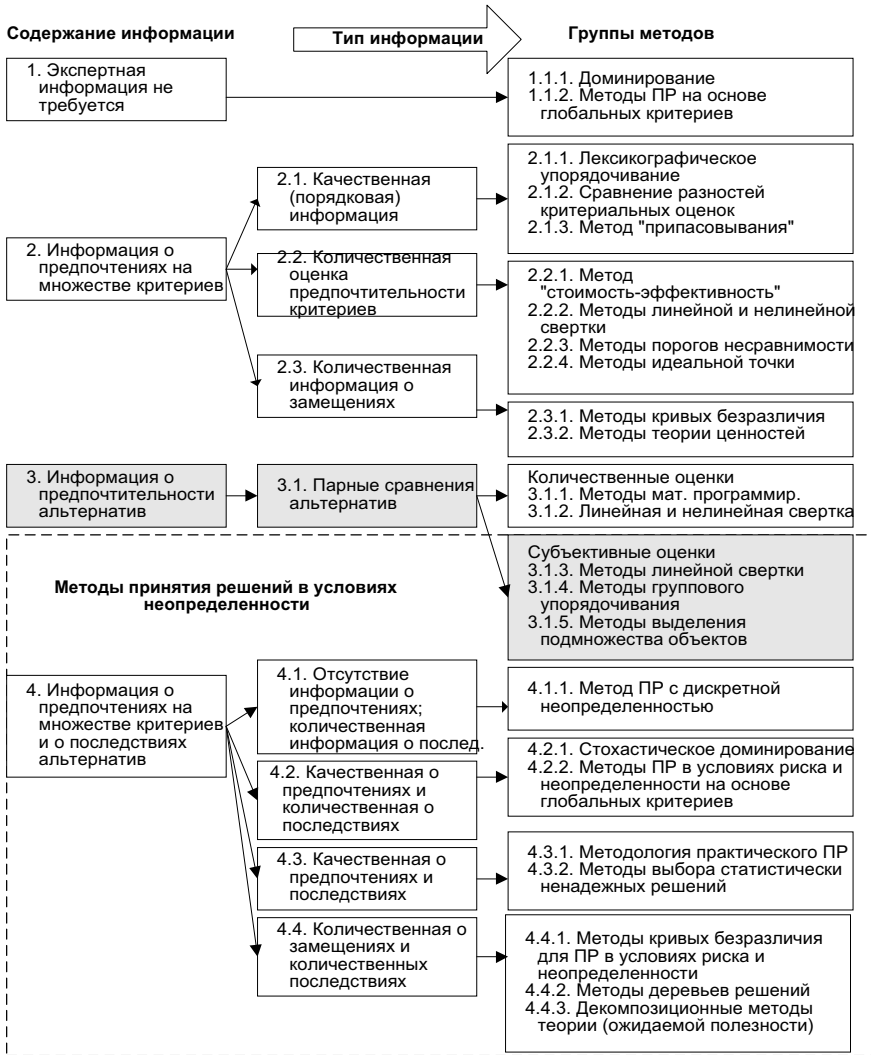 Содержание информации
Тип информации
Группы методов
1. Экспертная
информация не
требуется
1.1.1. Доминирование
1.1.2. Методы ПР на основе
глобальных критериев
2. Информация о
предпочтениях на
множестве критериев
2.1. Качественная
(порядковая)
информация
2.1.1. Лексикографическое
упорядочивание
2.1.2. Сравнение разностей
критериальных оценок
2.1.3. Метод "припасовывания"
2.2. Количественная
оценка
предпочтительности
критериев
2.2.1. Метод
"стоимость-эффективность"
2.2.2. Методы линейной и нелинейной
свертки
2.2.3. Методы порогов несравнимости
2.2.4. Методы идеальной точки
2.3. Количественная
информация о
замещениях
2.3.1. Методы кривых безразличия
2.3.2. Методы теории ценностей
3. Информация о
предпочтительности
альтернатив
3.1. Парные сравнения
альтернатив
Количественные оценки
3.1.1. Методы мат. программир.
3.1.2. Линейная и нелинейная свертка
Субъективные оценки
3.1.3. Методы линейной свертки
3.1.4. Методы группового
упорядочивания
3.1.5. Методы выделения
подмножества объектов
Методы принятия решений в условиях
неопределенности
4. Информация о
предпочтениях на
множестве критериев
и о последствиях
альтернатив
4.1. Отсутствие
информации о
предпочтениях;
количественная
информация о послед.
4.1.1. Метод ПР с дискретной
неопределенностью
4.2. Качественная о
предпочтениях и
количественная о
последствиях
4.2.1. Стохастическое доминирование
4.2.2. Методы ПР в условиях риска и
неопределенности на основе
глобальных критериев
4.3. Качественная о
предпочтениях и
последствиях
4.3.1. Методология практического ПР
4.3.2. Методы выбора статистически
ненадежных решений
4.4. Количественная о
замещениях и
количественных
последствиях
4.4.1. Методы кривых безразличия
для ПР в условиях риска и
неопределенности
4.4.2. Методы деревьев решений
4.4.3. Декомпозиционные методы
теории (ожидаемой полезности)